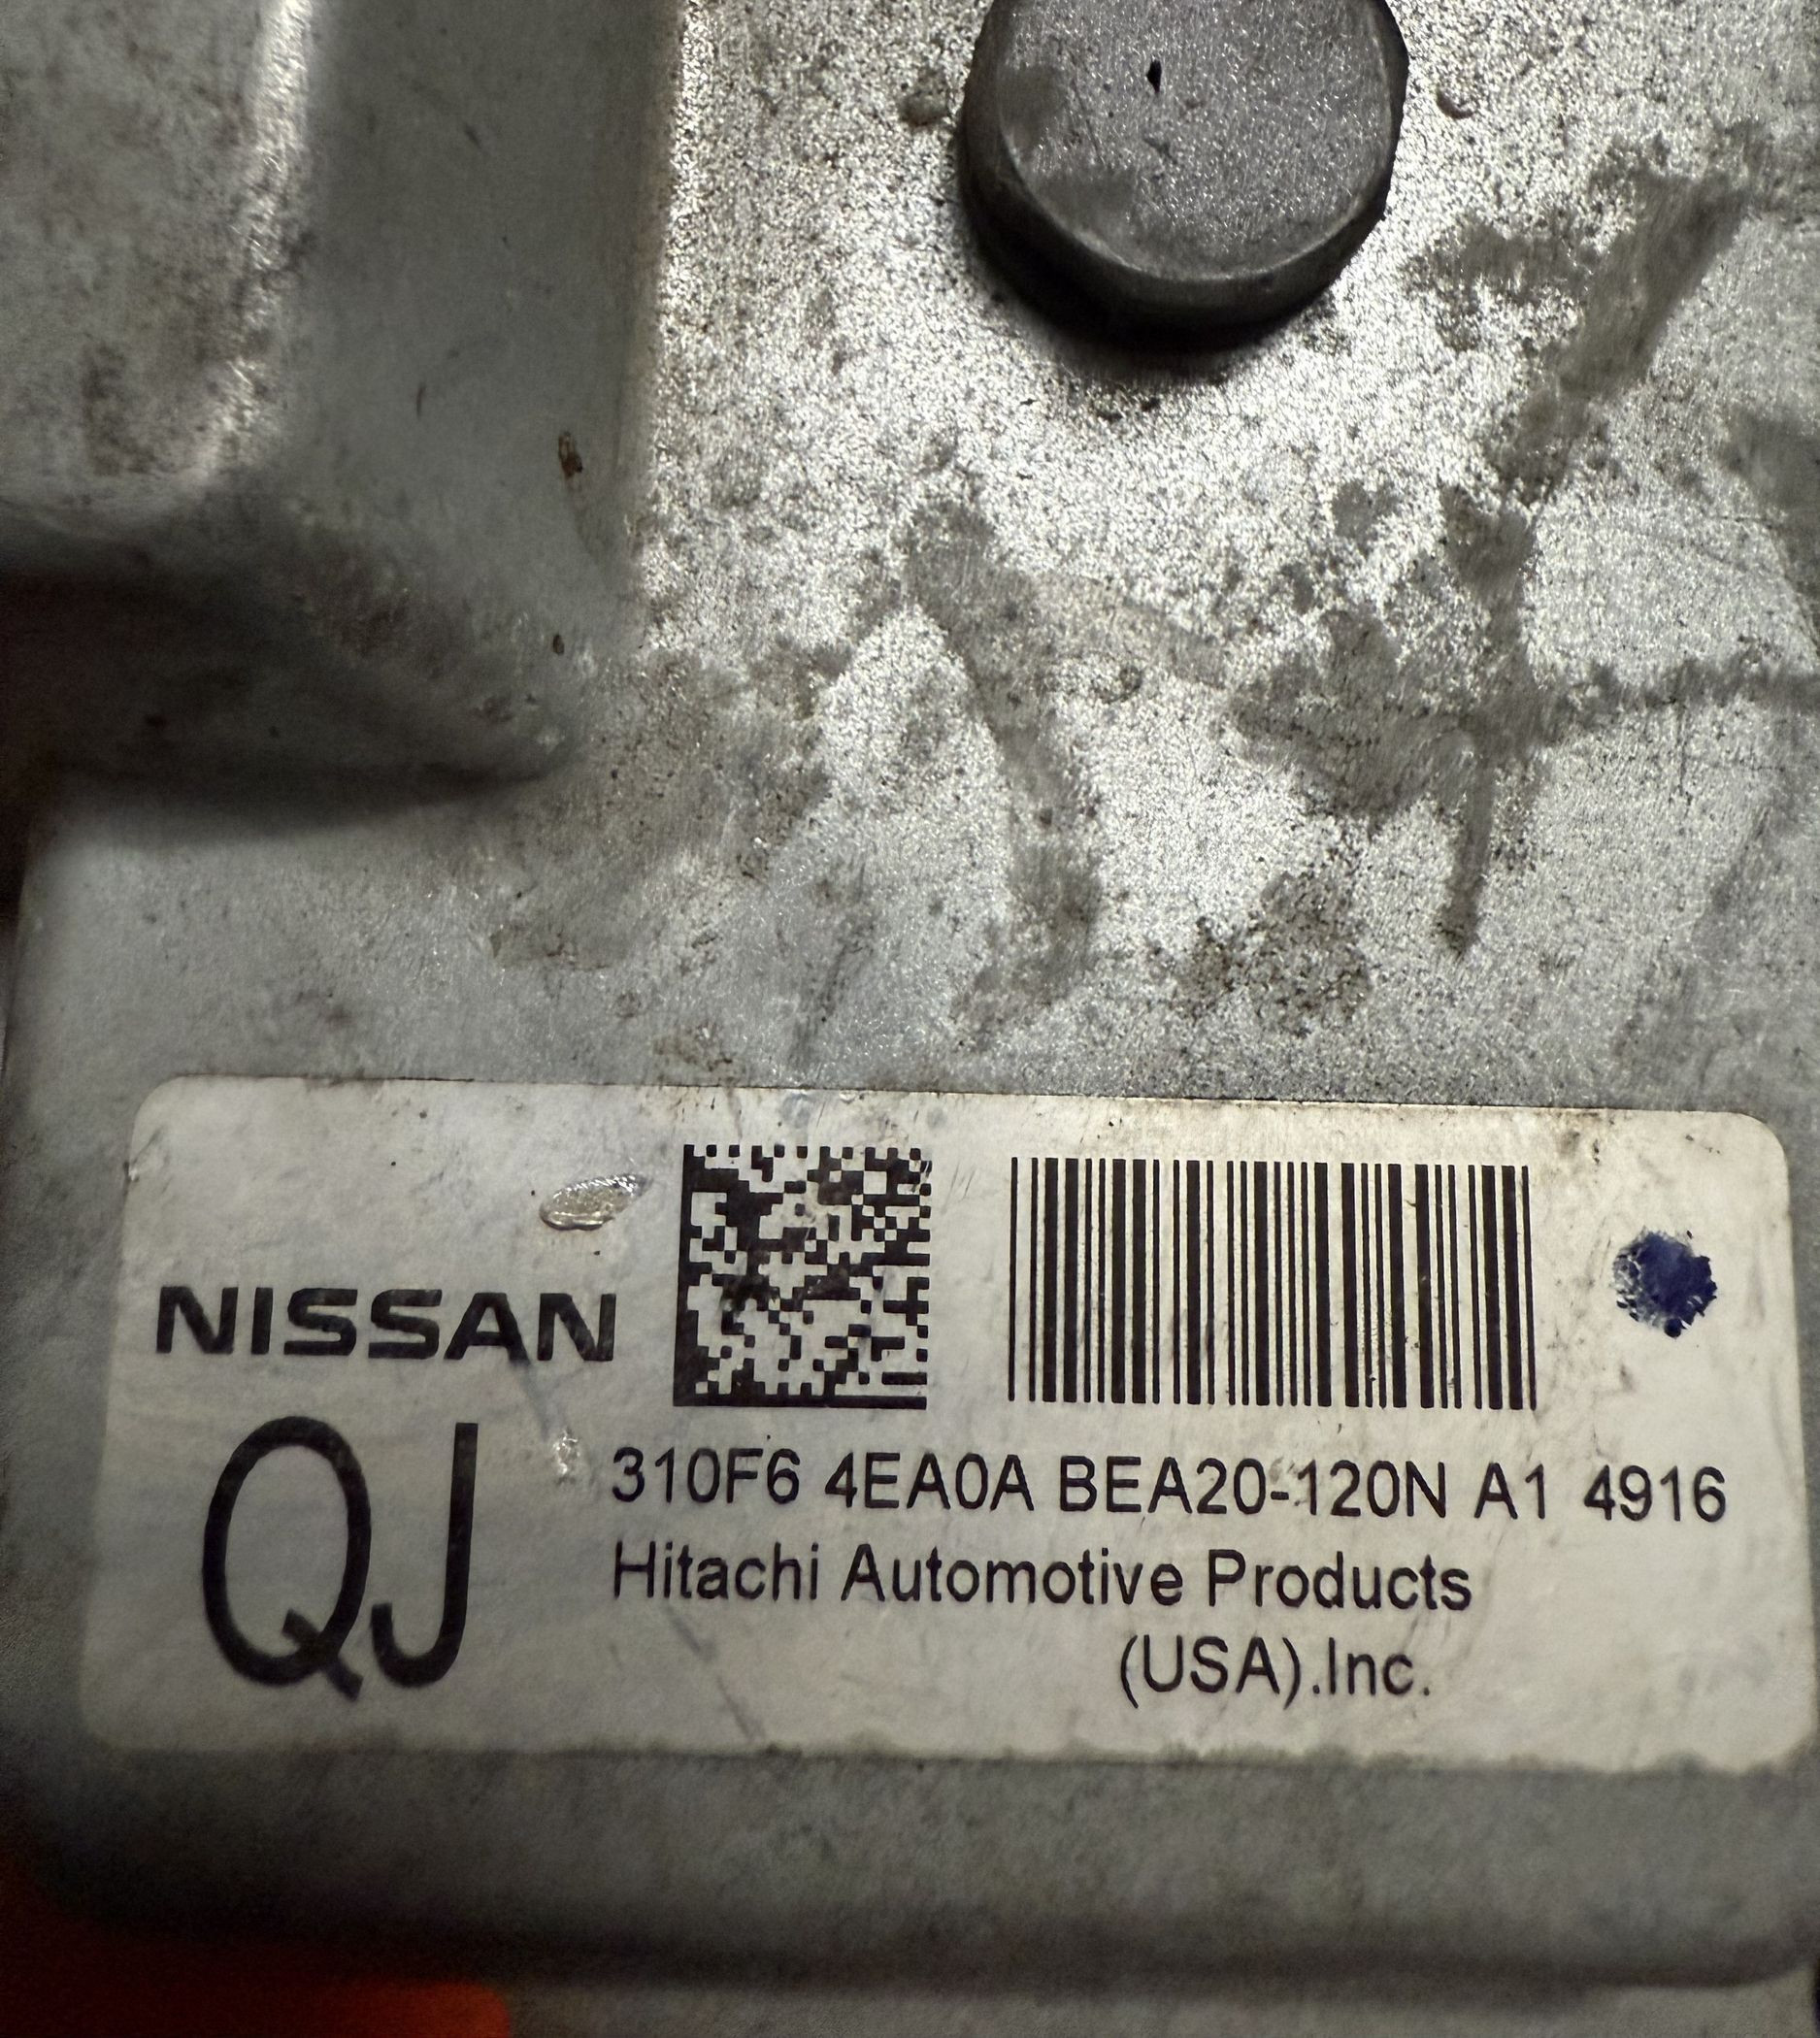 NISSAN
QJ
310F6 4EA0A BEA20-120N A1 4916
Hitachi Automotive Products
(USA).Inc.